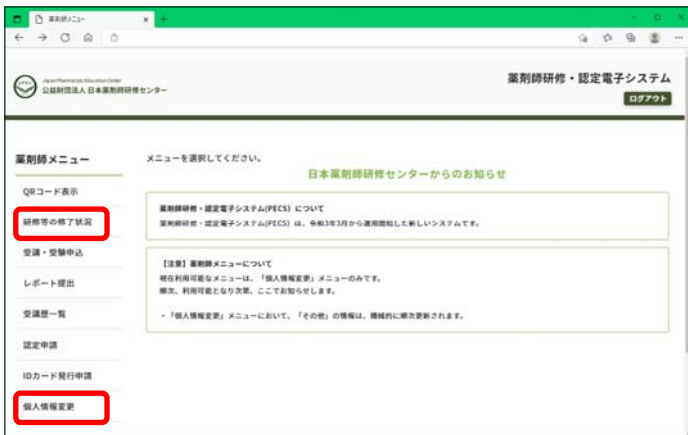 薬剤師メニュー
Japan Pharmacists Education Center
公益財団法人 日本薬剤師研修センター
薬剤師研修・認定電子システム
ログアウト
薬剤師メニュー
QRコード表示
研修等の修了状況
受講・受験申込
レポート提出
受講歴一覧
認定申請
IDカード発行申請
個人情報変更
メニューを選択してください。
日本薬剤師研修センターからのお知らせ
薬剤師研修・認定電子システム(PECS) について
薬剤師研修・認定電子システム(PECS) は、令和3年3月から運用開始した新しいシステムです。
【注意】薬剤師メニューについて
現在利用可能なメニューは、「個人情報変更」メニューのみです。
順次、利用可能となり次第、ここでお知らせします。
・「個人情報変更」メニューにおいて、「その他」の情報は、機械的に順次更新されます。